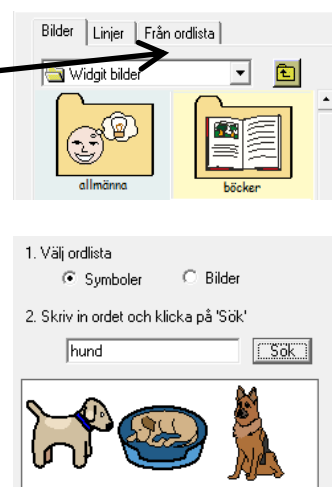 Bilder Linjer Från ordlista
Widgit bilder
allmänna böcker
1. Välj ordlista
Symboler Bilder
2. Skriv in ordet och klicka på 'Sök'
hund Sök